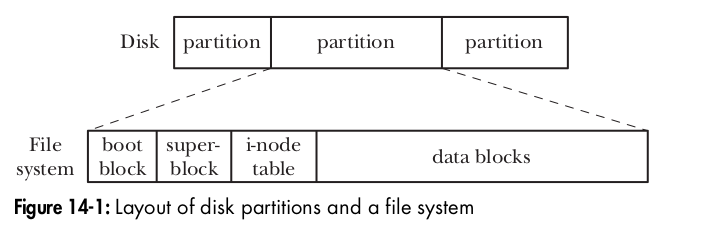 Disk partition partition partition
File system
boot block
super-block
i-node table
data blocks
Figure 14-1: Layout of disk partitions and a file system